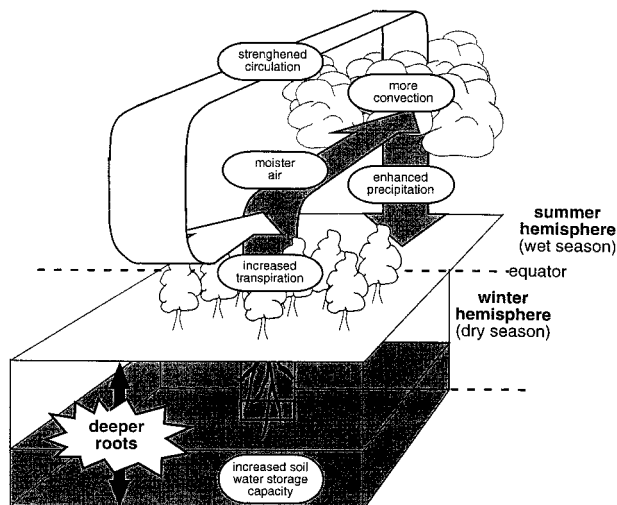 strenghened
circulation
more
convection
moister
air
enhanced
precipitation
summer
hemisphere
(wet season)
increased
transpiration
equator
winter
hemisphere
(dry season)
deeper
roots
increased soil
water storage
capacity